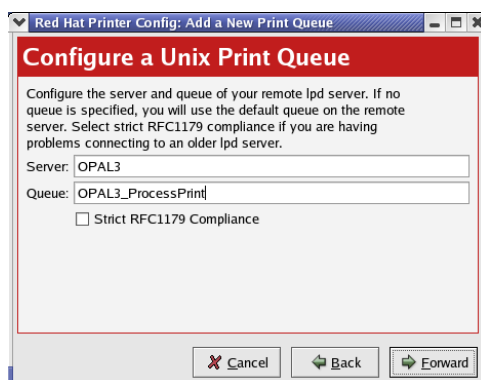 Red Hat Printer Config: Add a New Print Queue
Configure a Unix Print Queue
Configure the server and queue of your remote lpd server. If no
queue is specified, you will use the default queue on the remote
server. Select strict RFC1179 compliance if you are having
problems connecting to an older lpd server.
Server: OPAL3
Queue: OPAL3_ProcessPrint
Strict RFC1179 Compliance
Cancel Back Forward